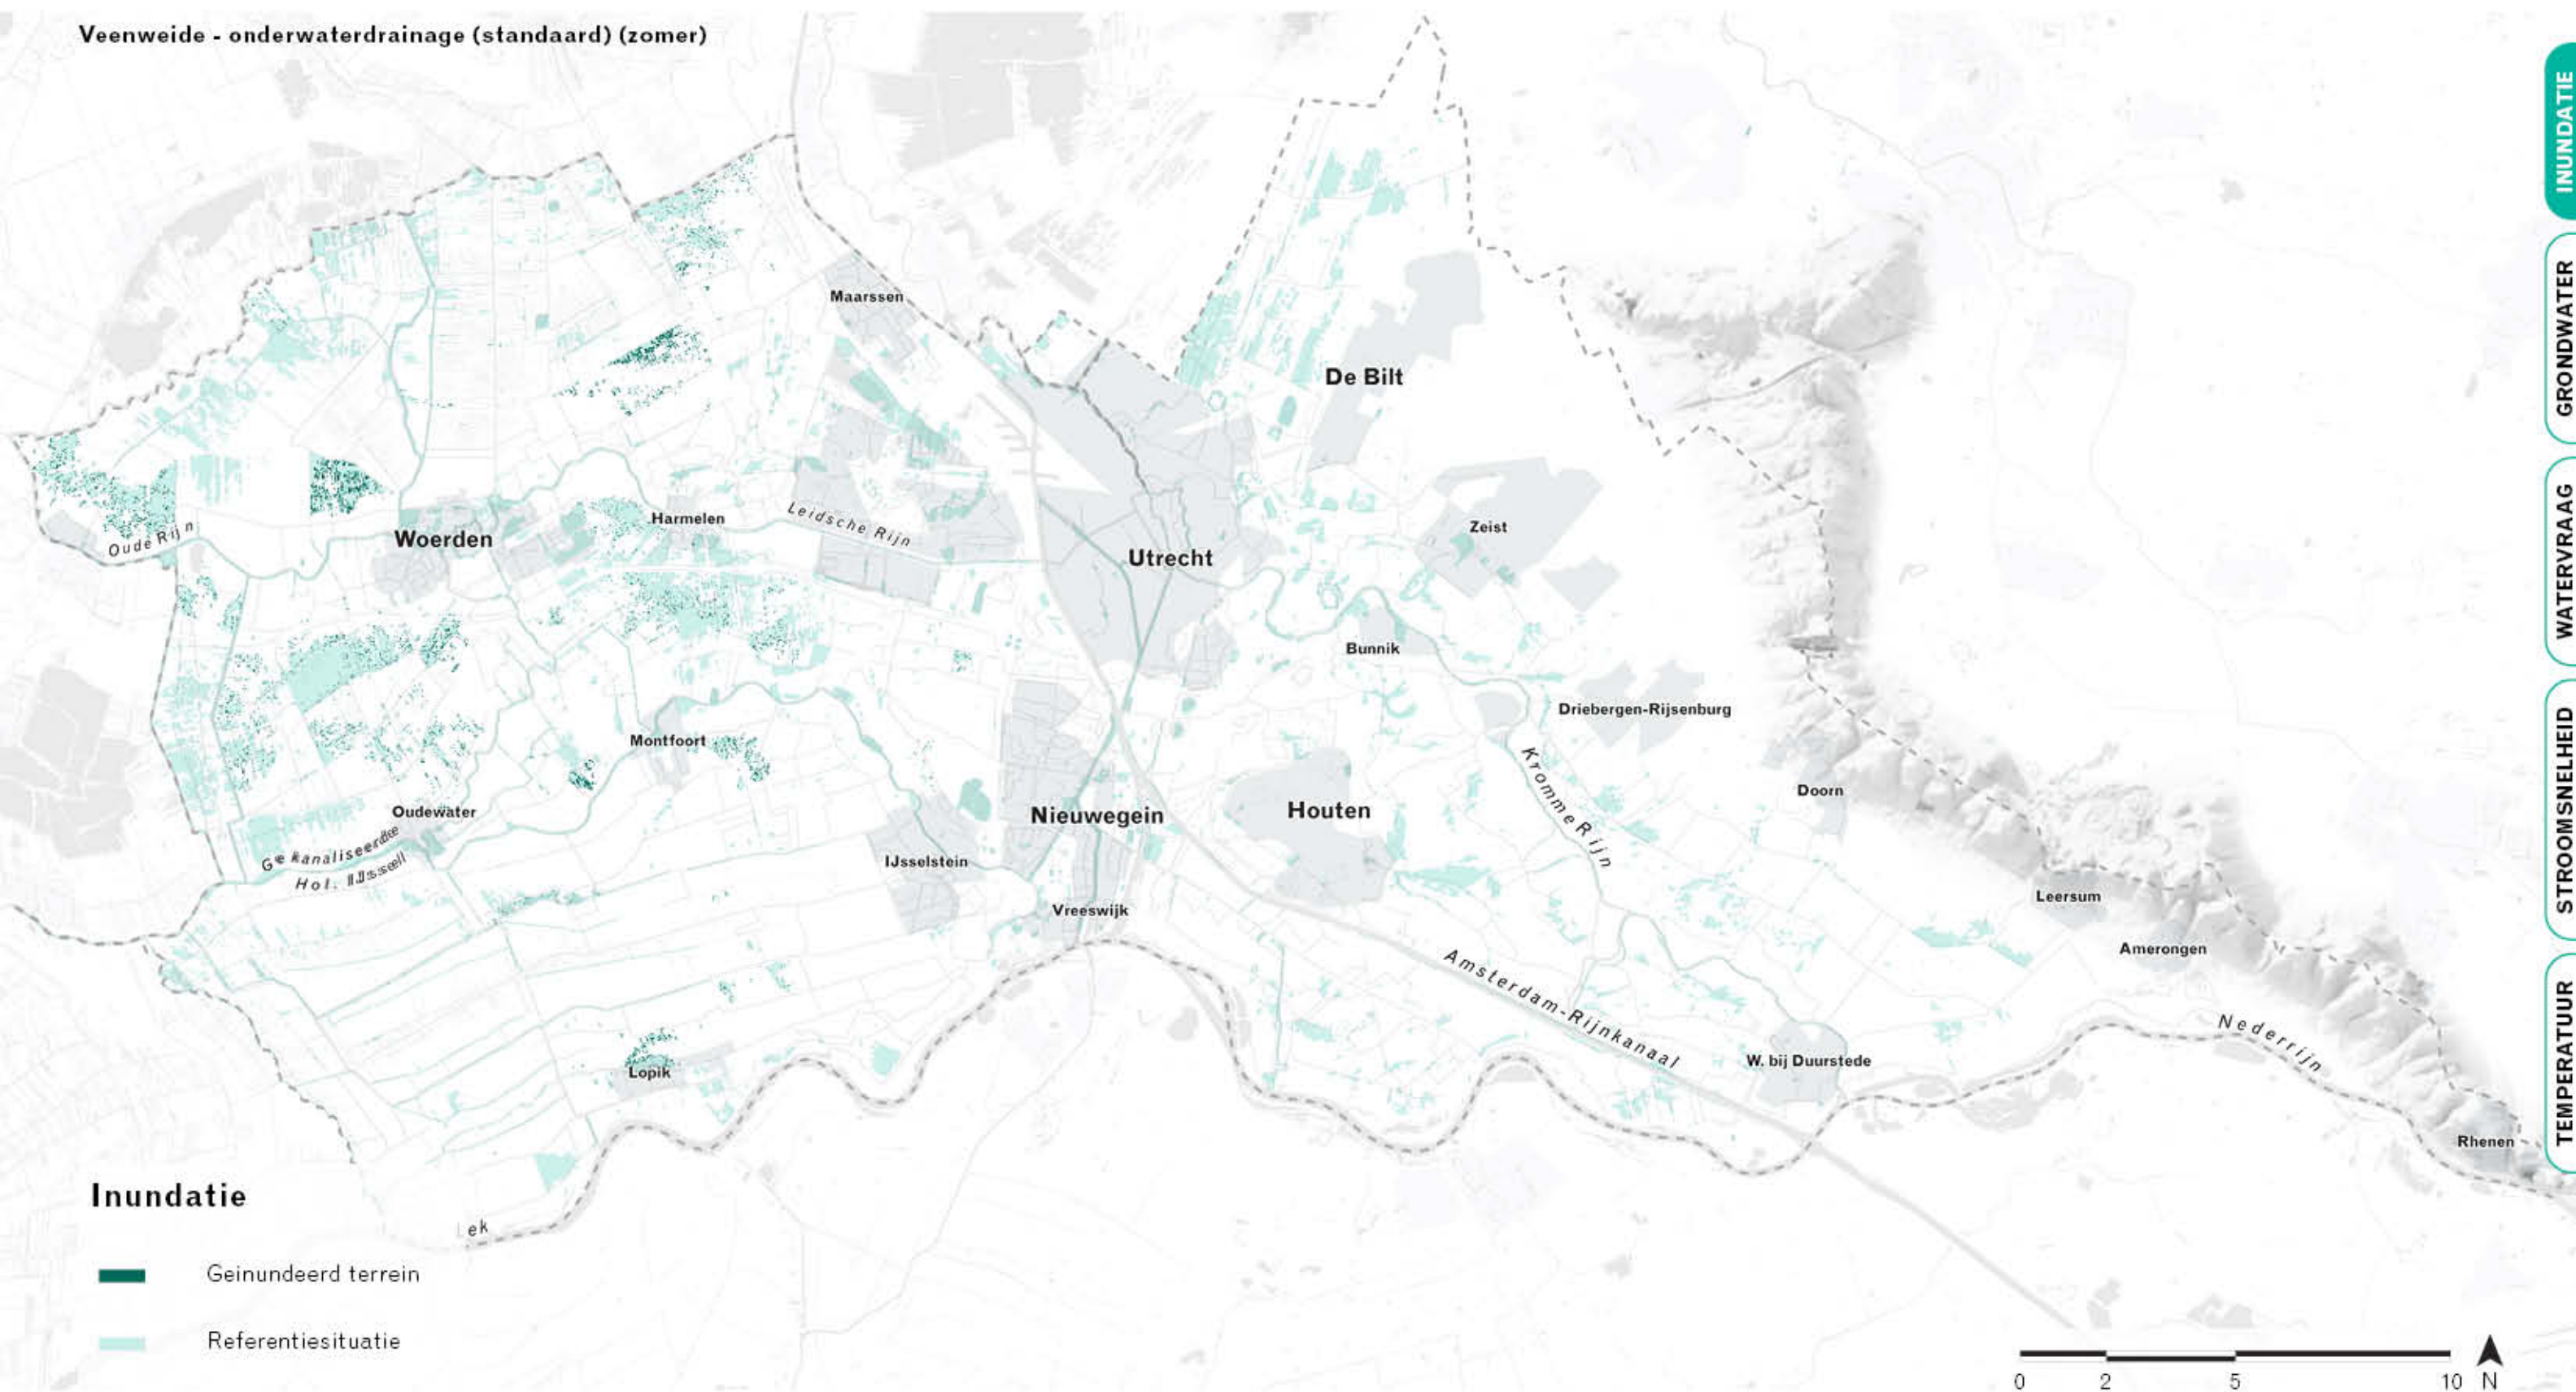 Veenweide - onderwaterdrainage (standaard) (zomer)
INUNDATIE
GRONDWATER
WATERVRAAG
STROOMSNELHEID
TEMPERATUUR
Maarssen
De Bilt
Oude Rijn
Woerden
Harmelen
Leidsche Rijn
Utrecht
Zeist
Bunnik
Driebergen-Rijsenburg
Montfoort
Oudewater
Gekanaliseerde
Hol. IJssel
Nieuwegein
Houten
Kromme Rijn
Doorn
IJsselstein
Vreeswijk
Leersum
Amerongen
Amsterdam-Rijnkanaal
Lopik
W. bij Duurstede
Nederrijn
Rhenen
Lek
Inundatie
Geinundeerd terrein
Referentiesituatie
0 2 5 10 N